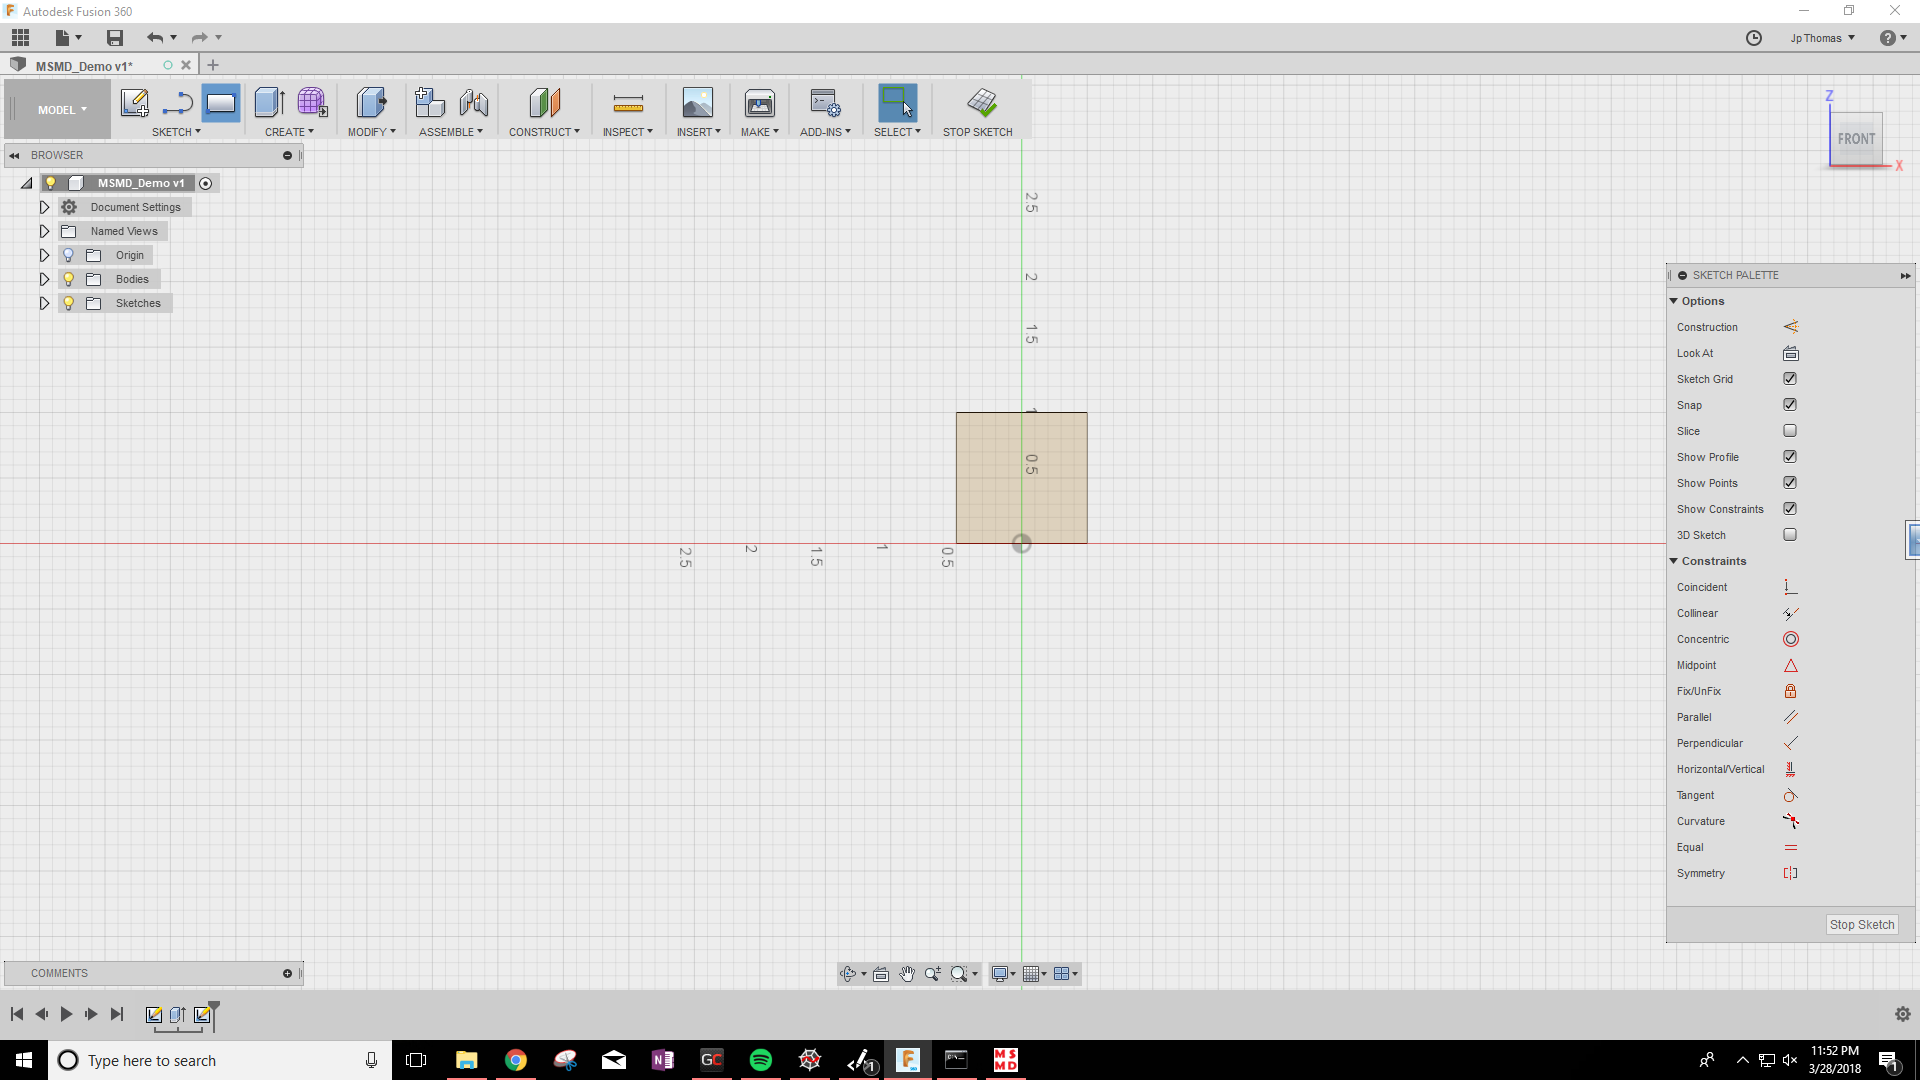 Autodesk Fusion 360
Jp Thomas
MSMD_Demo v1*
MODEL
SKETCH
CREATE
MODIFY
ASSEMBLE
CONSTRUCT
INSPECT
INSERT
MAKE
ADD-INS
SELECT
STOP SKETCH
Z
FRONT
X
BROWSER
MSMD_Demo v1
Document Settings
Named Views
Origin
Bodies
Sketches
2.5
2
1.5
1
0.5
2.5
2
1.5
1
0.5
SKETCH PALETTE
Options
Construction
Look At
Sketch Grid
Snap
Slice
Show Profile
Show Points
Show Constraints
3D Sketch
Constraints
Coincident
Collinear
Concentric
Midpoint
Fix/UnFix
Parallel
Perpendicular
Horizontal/Vertical
Tangent
Curvature
Equal
Symmetry
Stop Sketch
COMMENTS
Type here to search
GC
1
F
MS
MD
11:52 PM
3/28/2018
1